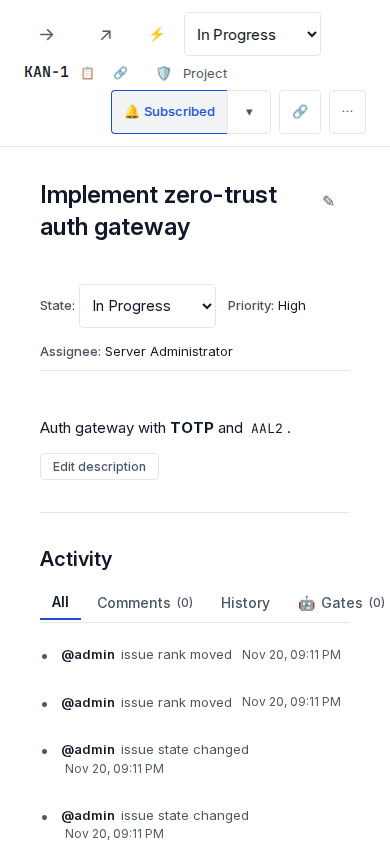 In Progress
KAN-1 Project
Subscribed
Implement zero-trust
auth gateway
State: In Progress Priority: High
Assignee: Server Administrator
Auth gateway with TOTP and AAL2.
Edit description
Activity
All Comments (0) History Gates (0)
@admin issue rank moved Nov 20, 09:11 PM
@admin issue rank moved Nov 20, 09:11 PM
@admin issue state changed
Nov 20, 09:11 PM
@admin issue state changed
Nov 20, 09:11 PM